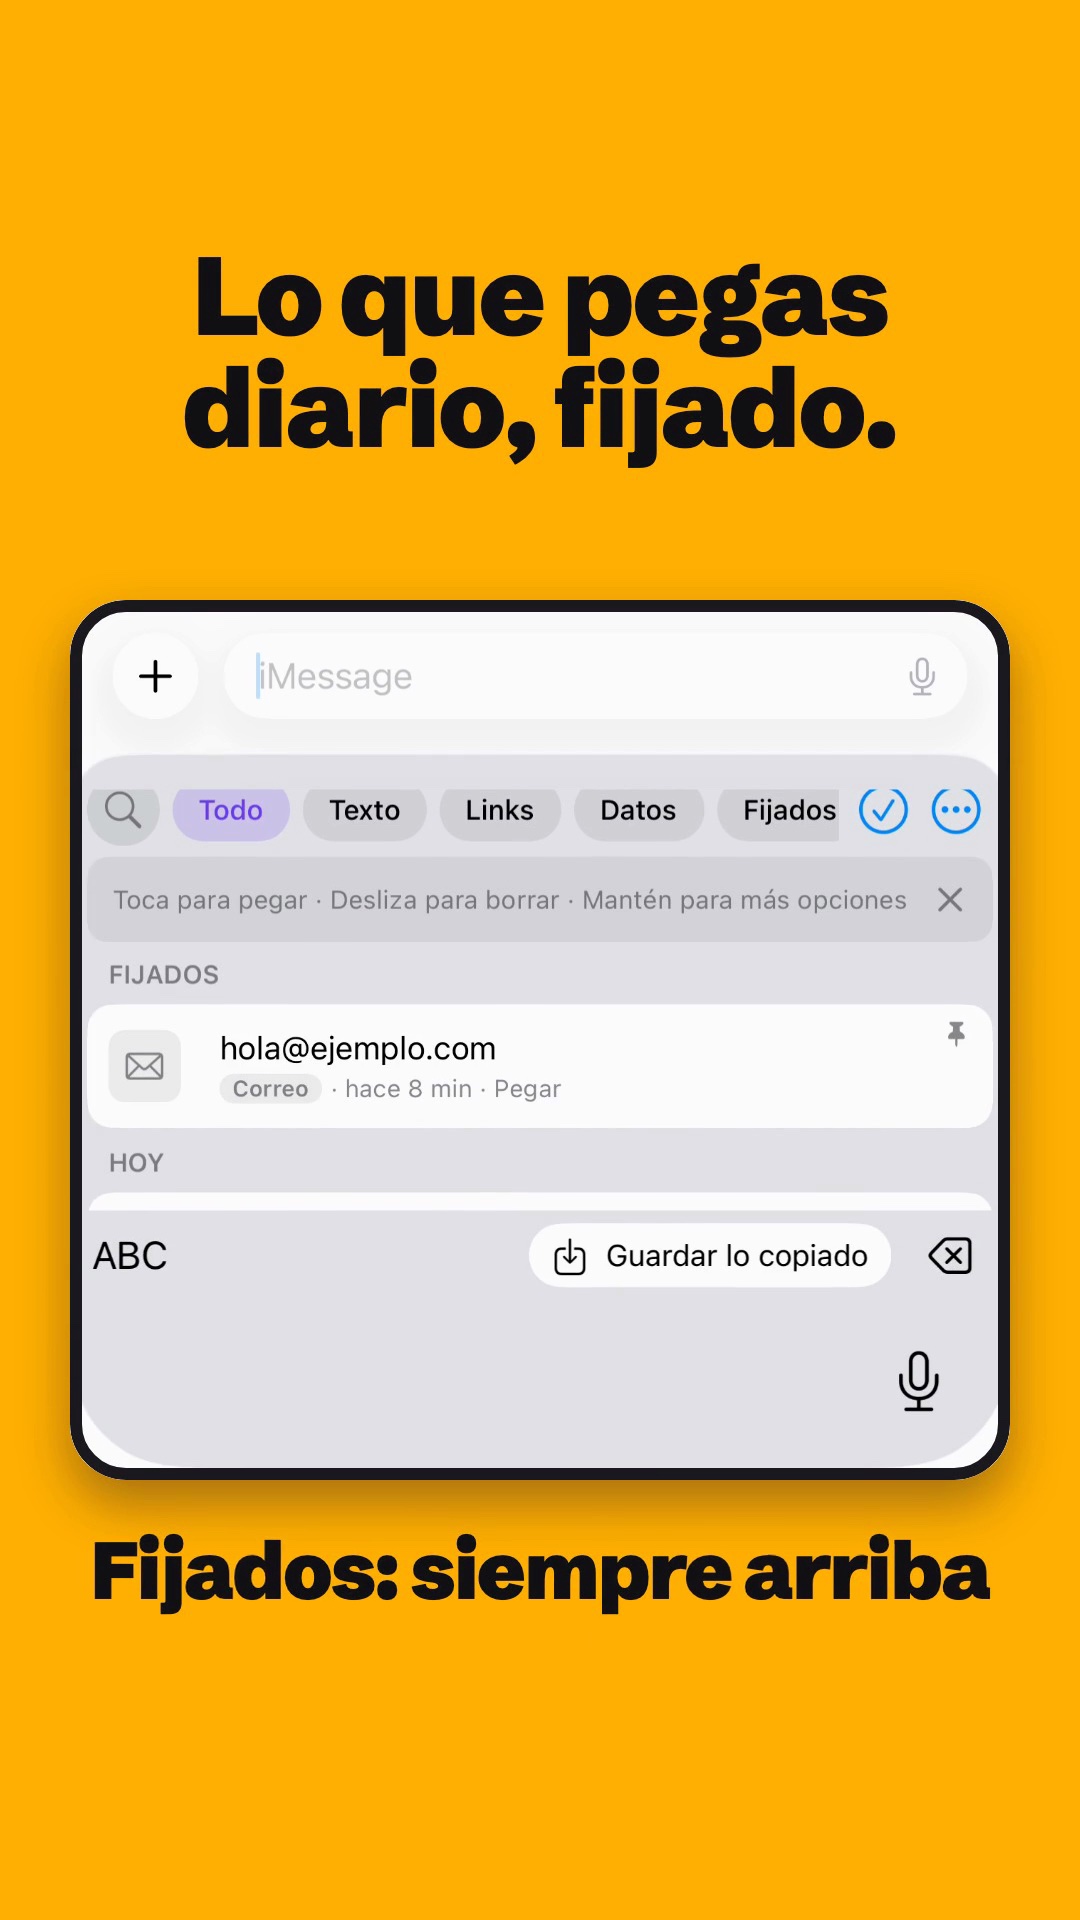 Lo que pegas
diario, fijado.
iMessage
Todo Texto Links Datos Fijados
Toca para pegar · Desliza para borrar · Mantén para más opciones
FIJADOS
hola@ejemplo.com
Correo · hace 8 min · Pegar
HOY
ABC Guardar lo copiado
Fijados: siempre arriba